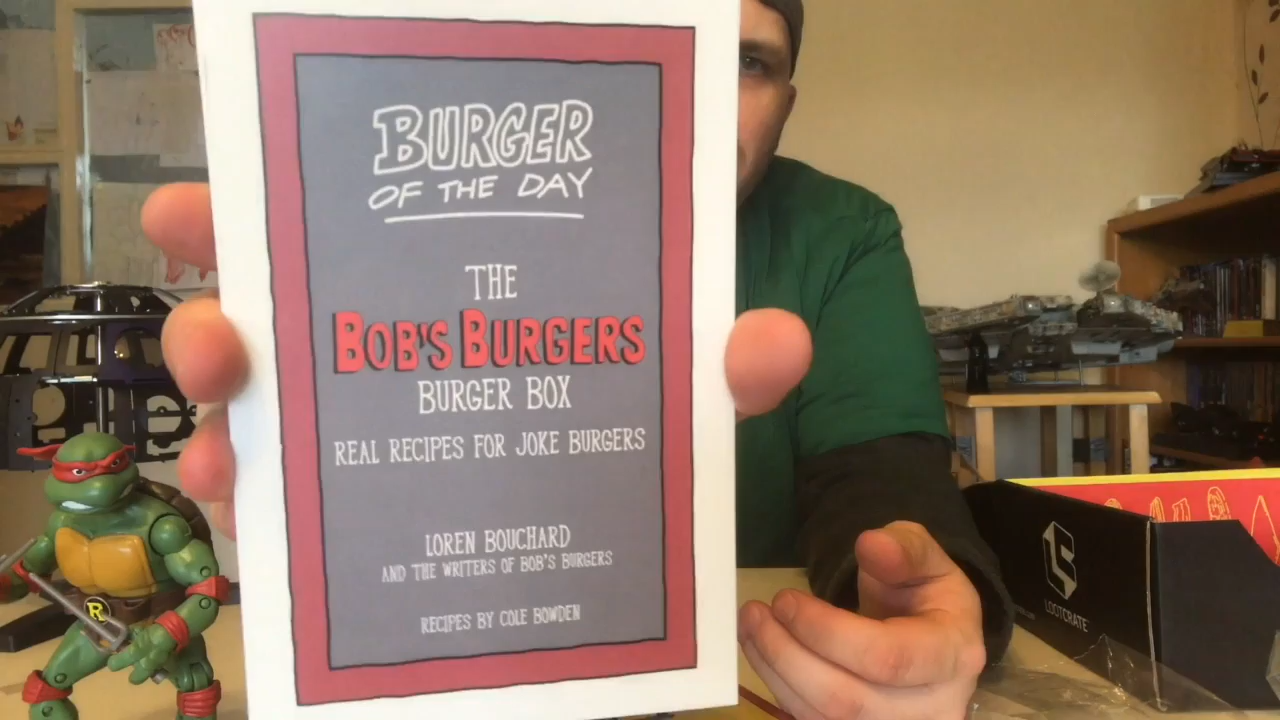 BURGER
OF THE DAY
THE
BOB'S BURGERS
BURGER BOX
REAL RECIPES FOR JOKE BURGERS
LOREN BOUCHARD
AND THE WRITERS OF BOB'S BURGERS
RECIPES BY COLE BOWDEN
R
LOOTCRATE